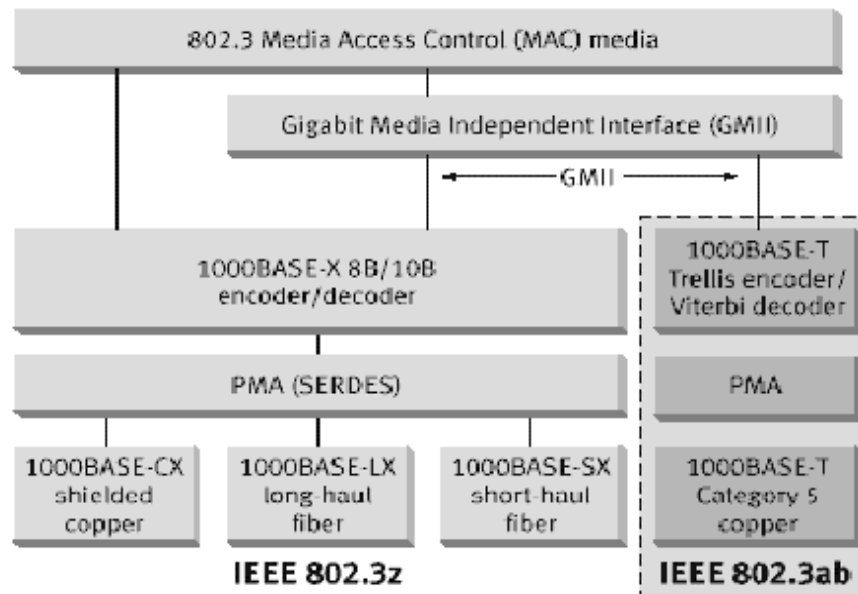 802.3 Media Access Control (MAC) media
Gigabit Media Independent Interface (GMII)
GMII
1000BASE-X 8B/10B
encoder/decoder
1000BASE-T
Trellis encoder/
Viterbi decoder
PMA (SERDES)
PMA
1000BASE-CX
shielded
copper
1000BASE-LX
long-haul
fiber
1000BASE-SX
short-haul
fiber
1000BASE-T
Category 5
copper
IEEE 802.3z
IEEE 802.3ab